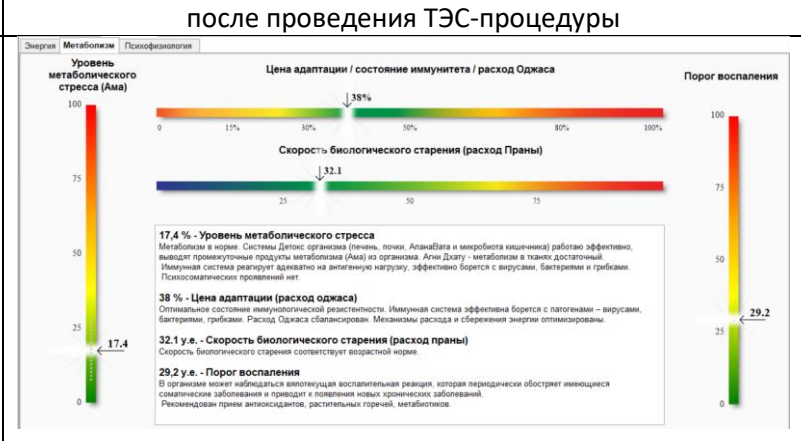 после проведения ТЭС-процедуры
Энергия Метаболизм Психофизиология
Уровень
метаболического
стресса (Ама)
100
75
50
25
0
17.4
Цена адаптации / состояние иммунитета / расход Оджаса
38%
0 15% 30% 50% 80% 100%
Скорость биологического старения (расход Праны)
32.1
25 50 75
17,4 % - Уровень метаболического стресса
Метаболизм в норме. Системы Детокс организма (печень, почки, АпанаВата и микробиота кишечника) работаю эффективно,
выводят промежуточные продукты метаболизма (Ама) из организма. Агни Дхату - метаболизм в тканях достаточный.
Иммунная система реагирует адекватно на антигенную нагрузку, эффективно борется с вирусами, бактериями и грибками.
Психосоматических проявлений нет.
38 % - Цена адаптации (расход оджаса)
Оптимальное состояние иммунологической резистентности. Иммунная система эффективна борется с патогенами – вирусами,
бактериями, грибками. Расход Оджаса сбалансирован. Механизмы расхода и сбережения энергии оптимизированы.
32.1 у.е. - Скорость биологического старения (расход праны)
Скорость биологического старения соответствует возрастной норме.
29,2 у.е. - Порог воспаления
В организме может наблюдаться вялотекущая воспалительная реакция, которая периодически обостряет имеющиеся
соматические заболевания и приводит к появления новых хронических заболеваний.
Рекомендован прием антиоксидантов, растительных горечей, метабиотиков.
Порог воспаления
100
75
50
25
0
29.2